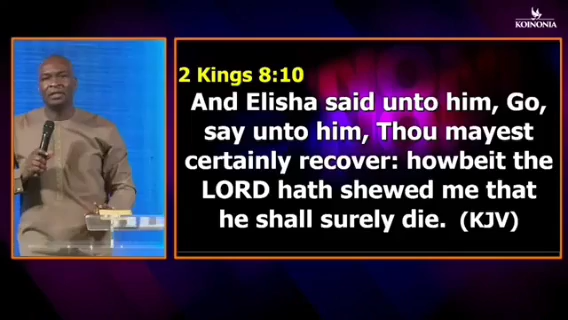 KOINONIA
2 Kings 8:10
And Elisha said unto him, Go,
say unto him, Thou mayest
certainly recover: howbeit the
LORD hath shewed me that
he shall surely die. (KJV)